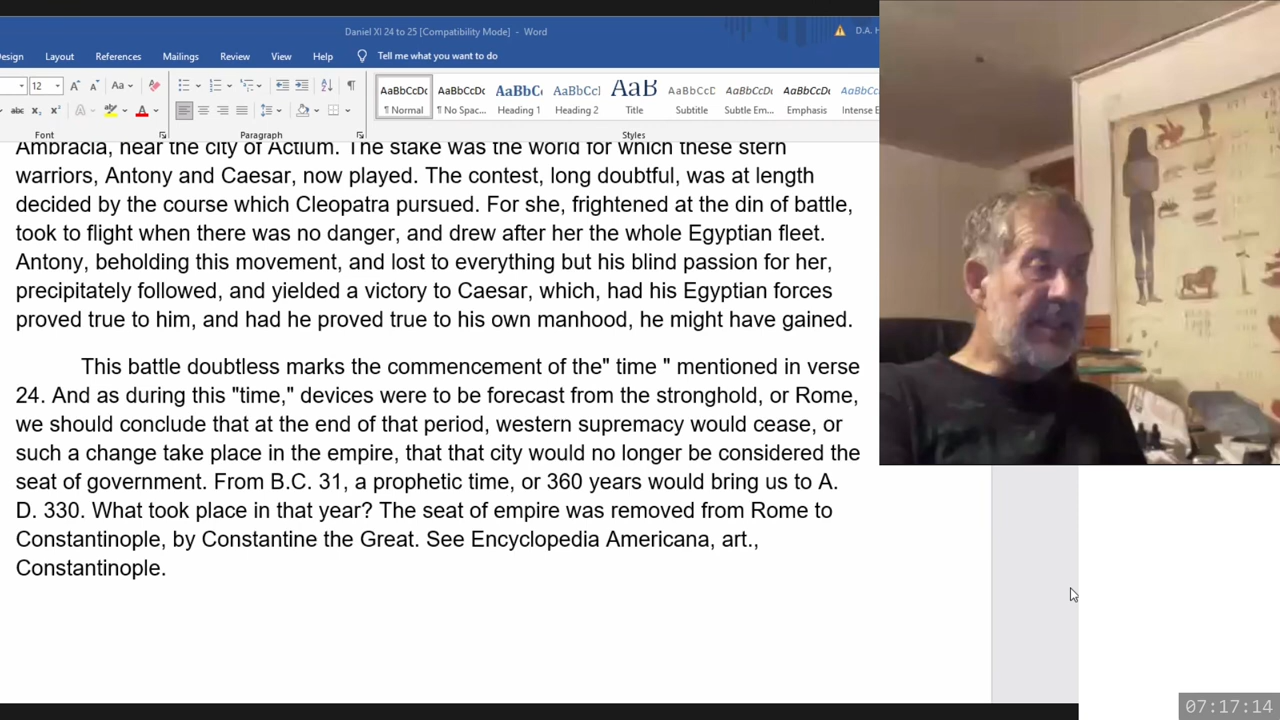 Daniel XI 24 to 25 [Compatibility Mode] - Word
D.A. H
esign Layout References Mailings Review View Help Tell me what you want to do
12 Aa
AaBbCcDc AaBbCcDc AaBbC AaBbCcl AaB AaBbCcD AaBbCcDc AaBbCcDc AaBbCcl
¶ Normal ¶ No Spac... Heading 1 Heading 2 Title Subtitle Subtle Em... Emphasis Intense E
Font Paragraph Styles
Ambracia, near the city of Actium. The stake was the world for which these stern
warriors, Antony and Caesar, now played. The contest, long doubtful, was at length
decided by the course which Cleopatra pursued. For she, frightened at the din of battle,
took to flight when there was no danger, and drew after her the whole Egyptian fleet.
Antony, beholding this movement, and lost to everything but his blind passion for her,
precipitately followed, and yielded a victory to Caesar, which, had his Egyptian forces
proved true to him, and had he proved true to his own manhood, he might have gained.
This battle doubtless marks the commencement of the" time " mentioned in verse
24. And as during this "time," devices were to be forecast from the stronghold, or Rome,
we should conclude that at the end of that period, western supremacy would cease, or
such a change take place in the empire, that that city would no longer be considered the
seat of government. From B.C. 31, a prophetic time, or 360 years would bring us to A.
D. 330. What took place in that year? The seat of empire was removed from Rome to
Constantinople, by Constantine the Great. See Encyclopedia Americana, art.,
Constantinople.
07:17:14